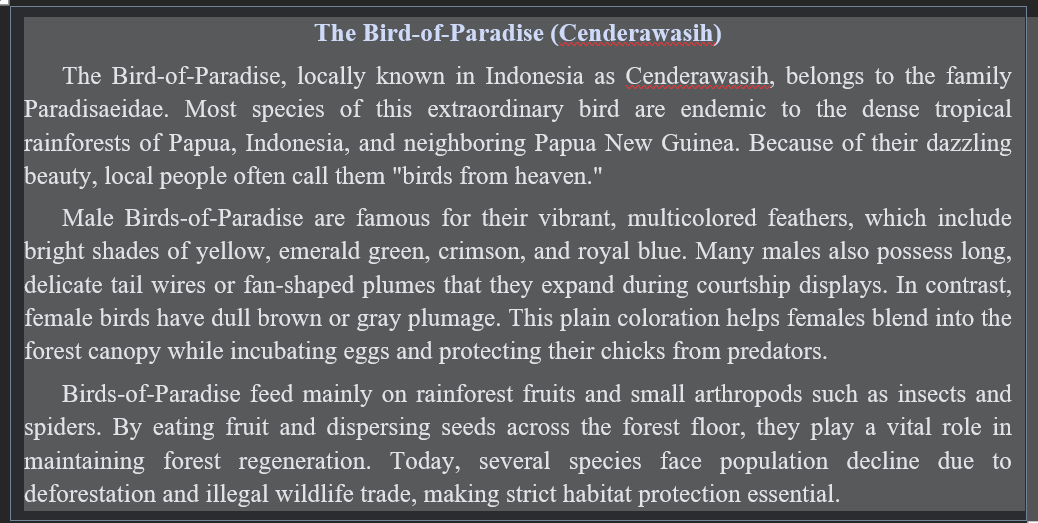 The Bird-of-Paradise (Cenderawasih)
The Bird-of-Paradise, locally known in Indonesia as Cenderawasih, belongs to the family
Paradisaeidae. Most species of this extraordinary bird are endemic to the dense tropical
rainforests of Papua, Indonesia, and neighboring Papua New Guinea. Because of their dazzling
beauty, local people often call them "birds from heaven."
Male Birds-of-Paradise are famous for their vibrant, multicolored feathers, which include
bright shades of yellow, emerald green, crimson, and royal blue. Many males also possess long,
delicate tail wires or fan-shaped plumes that they expand during courtship displays. In contrast,
female birds have dull brown or gray plumage. This plain coloration helps females blend into the
forest canopy while incubating eggs and protecting their chicks from predators.
Birds-of-Paradise feed mainly on rainforest fruits and small arthropods such as insects and
spiders. By eating fruit and dispersing seeds across the forest floor, they play a vital role in
maintaining forest regeneration. Today, several species face population decline due to
deforestation and illegal wildlife trade, making strict habitat protection essential.